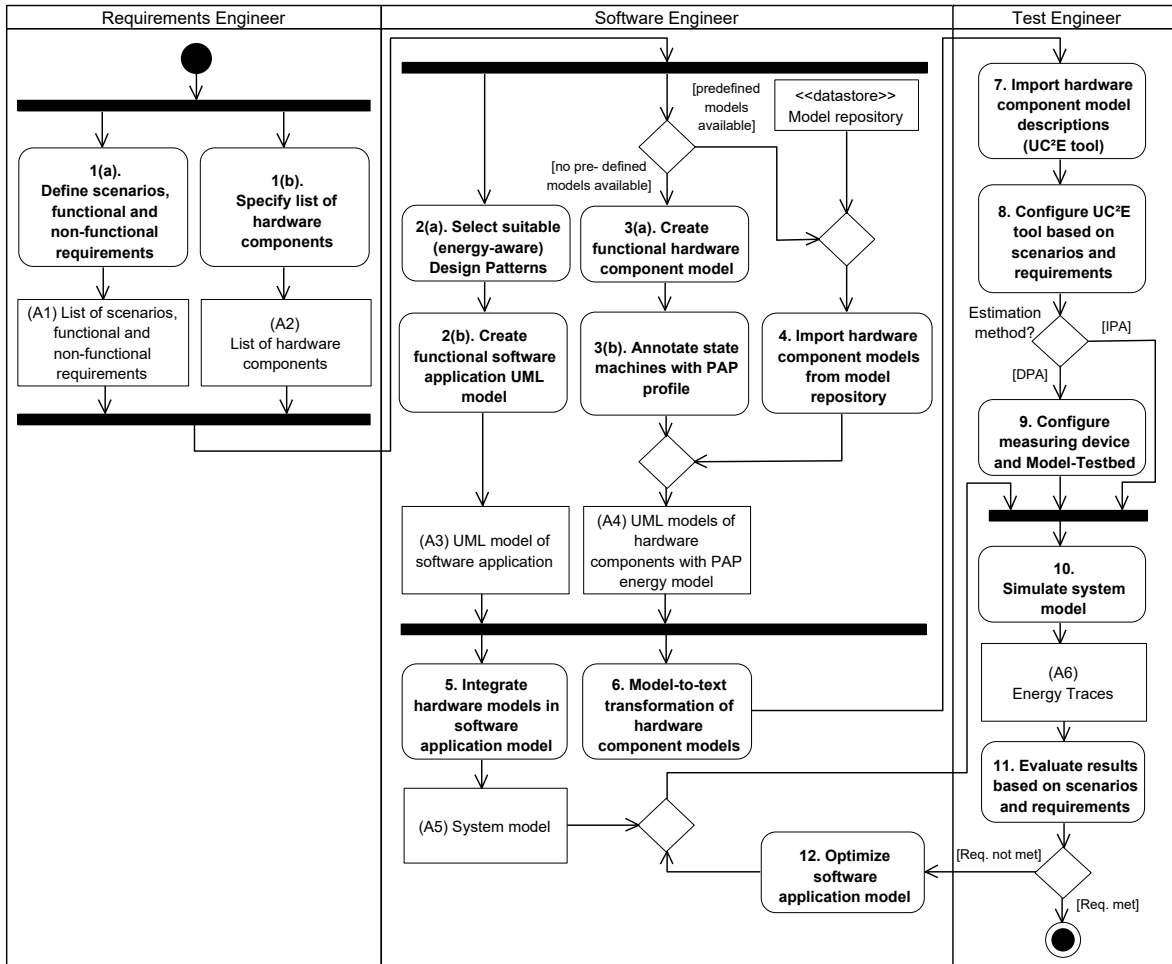 Requirements Engineer
Software Engineer
Test Engineer
1(a).
Define scenarios,
functional and
non-functional
requirements
1(b).
Specify list of
hardware
components
(A1) List of scenarios,
functional and
non-functional
requirements
(A2)
List of hardware
components
[predefined
models
available]
<<datastore>>
Model repository
[no pre- defined
models available]
2(a). Select suitable
(energy-aware)
Design Patterns
3(a). Create
functional hardware
component model
2(b). Create
functional software
application UML
model
3(b). Annotate state
machines with PAP
profile
4. Import hardware
component models
from model
repository
(A3) UML model of
software application
(A4) UML models of
hardware
components with PAP
energy model
5. Integrate
hardware models in
software
application model
6. Model-to-text
transformation of
hardware
component models
(A5) System model
12. Optimize
software
application model
7. Import hardware
component model
descriptions
(UC²E tool)
8. Configure UC²E
tool based on
scenarios and
requirements
Estimation
method?
[IPA]
[DPA]
9. Configure
measuring device
and Model-Testbed
10.
Simulate system
model
(A6)
Energy Traces
11. Evaluate results
based on scenarios
and requirements
[Req. not met]
[Req. met]